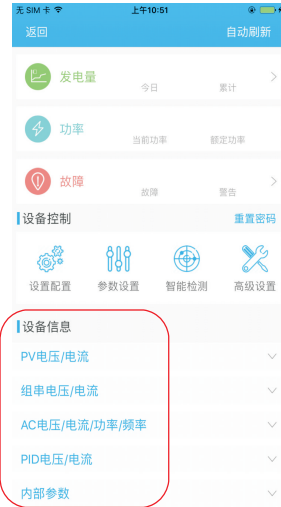 无 SIM 卡 上午10:51
返回 自动刷新
发电量 今日 累计
功率 当前功率 额定功率
故障 故障 警告
设备控制 重置密码
设置配置 参数设置 智能检测 高级设置
设备信息
PV电压/电流
组串电压/电流
AC电压/电流/功率/频率
PID电压/电流
内部参数